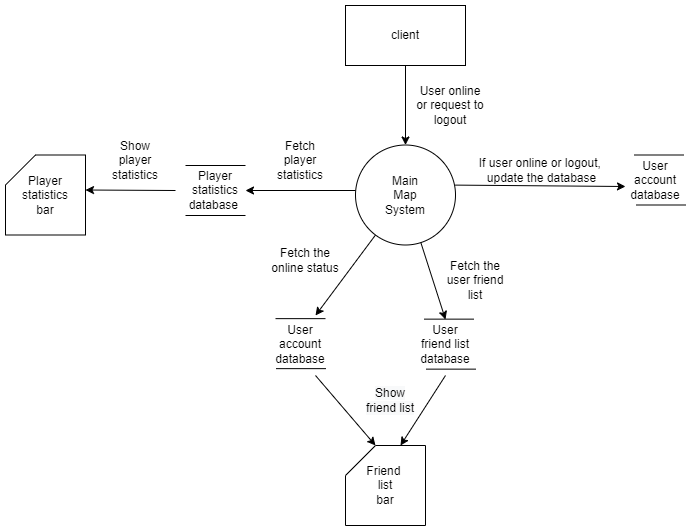 client
User online
or request to
logout
Show
player
statistics
Fetch
player
statistics
If user online or logout,
update the database
User
account
database
Player
statistics
bar
Player
statistics
database
Main
Map
System
Fetch the
online status
Fetch the
user friend
list
User
account
database
User
friend list
database
Show
friend list
Friend
list
bar